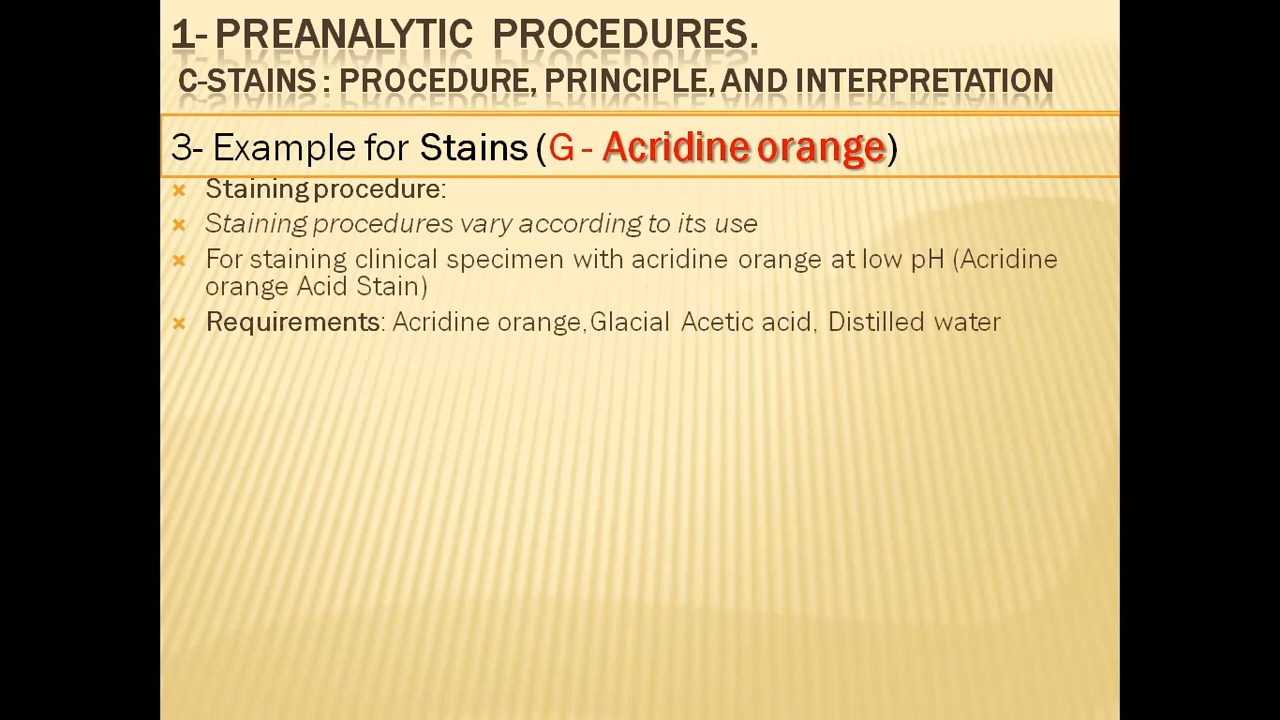 1- PREANALYTIC PROCEDURES.
C-STAINS : PROCEDURE, PRINCIPLE, AND INTERPRETATION
3- Example for Stains (G - Acridine orange)
Staining procedure:
Staining procedures vary according to its use
For staining clinical specimen with acridine orange at low pH (Acridine
orange Acid Stain)
Requirements: Acridine orange,Glacial Acetic acid, Distilled water